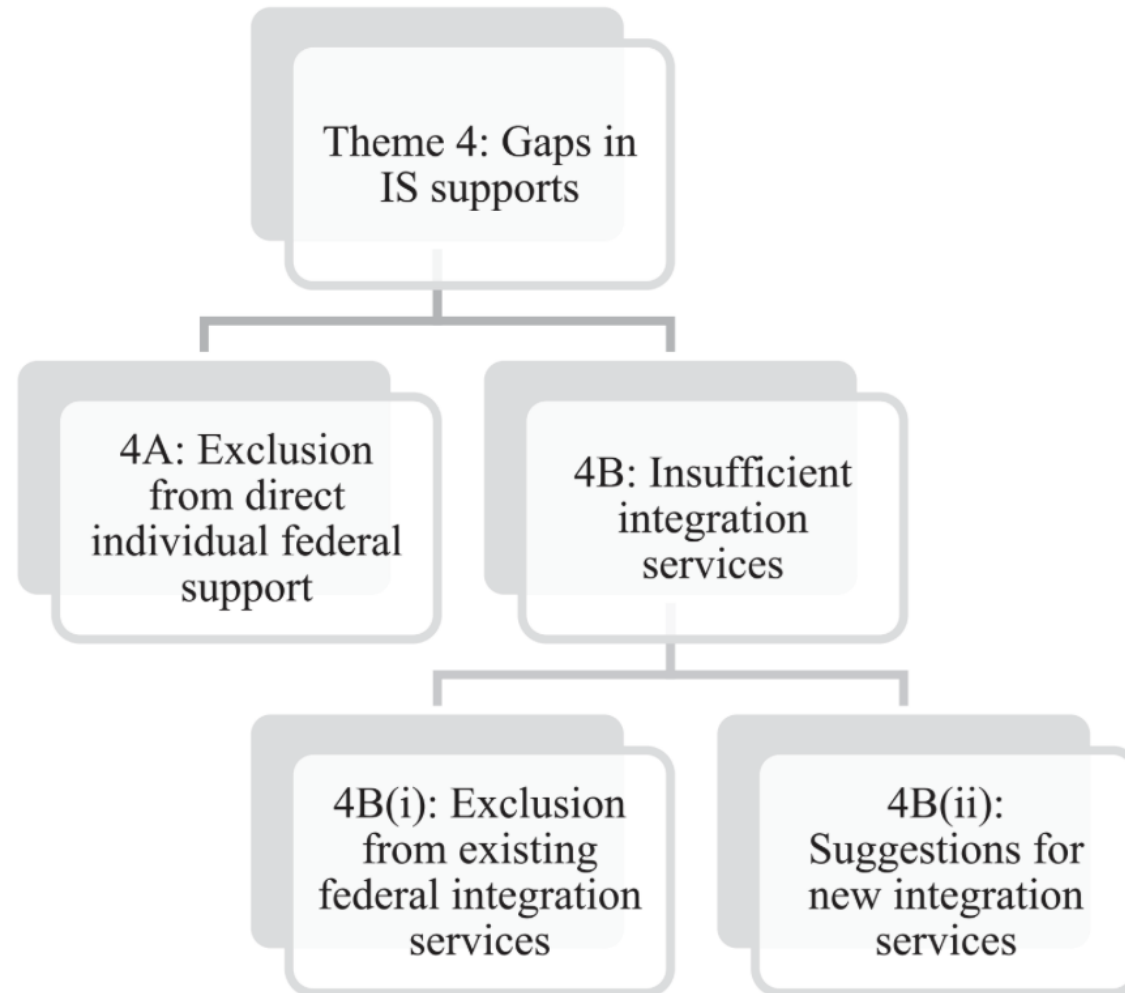 Theme 4: Gaps in
IS supports
4A: Exclusion
from direct
individual federal
support
4B: Insufficient
integration
services
4B(i): Exclusion
from existing
federal integration
services
4B(ii):
Suggestions for
new integration
services